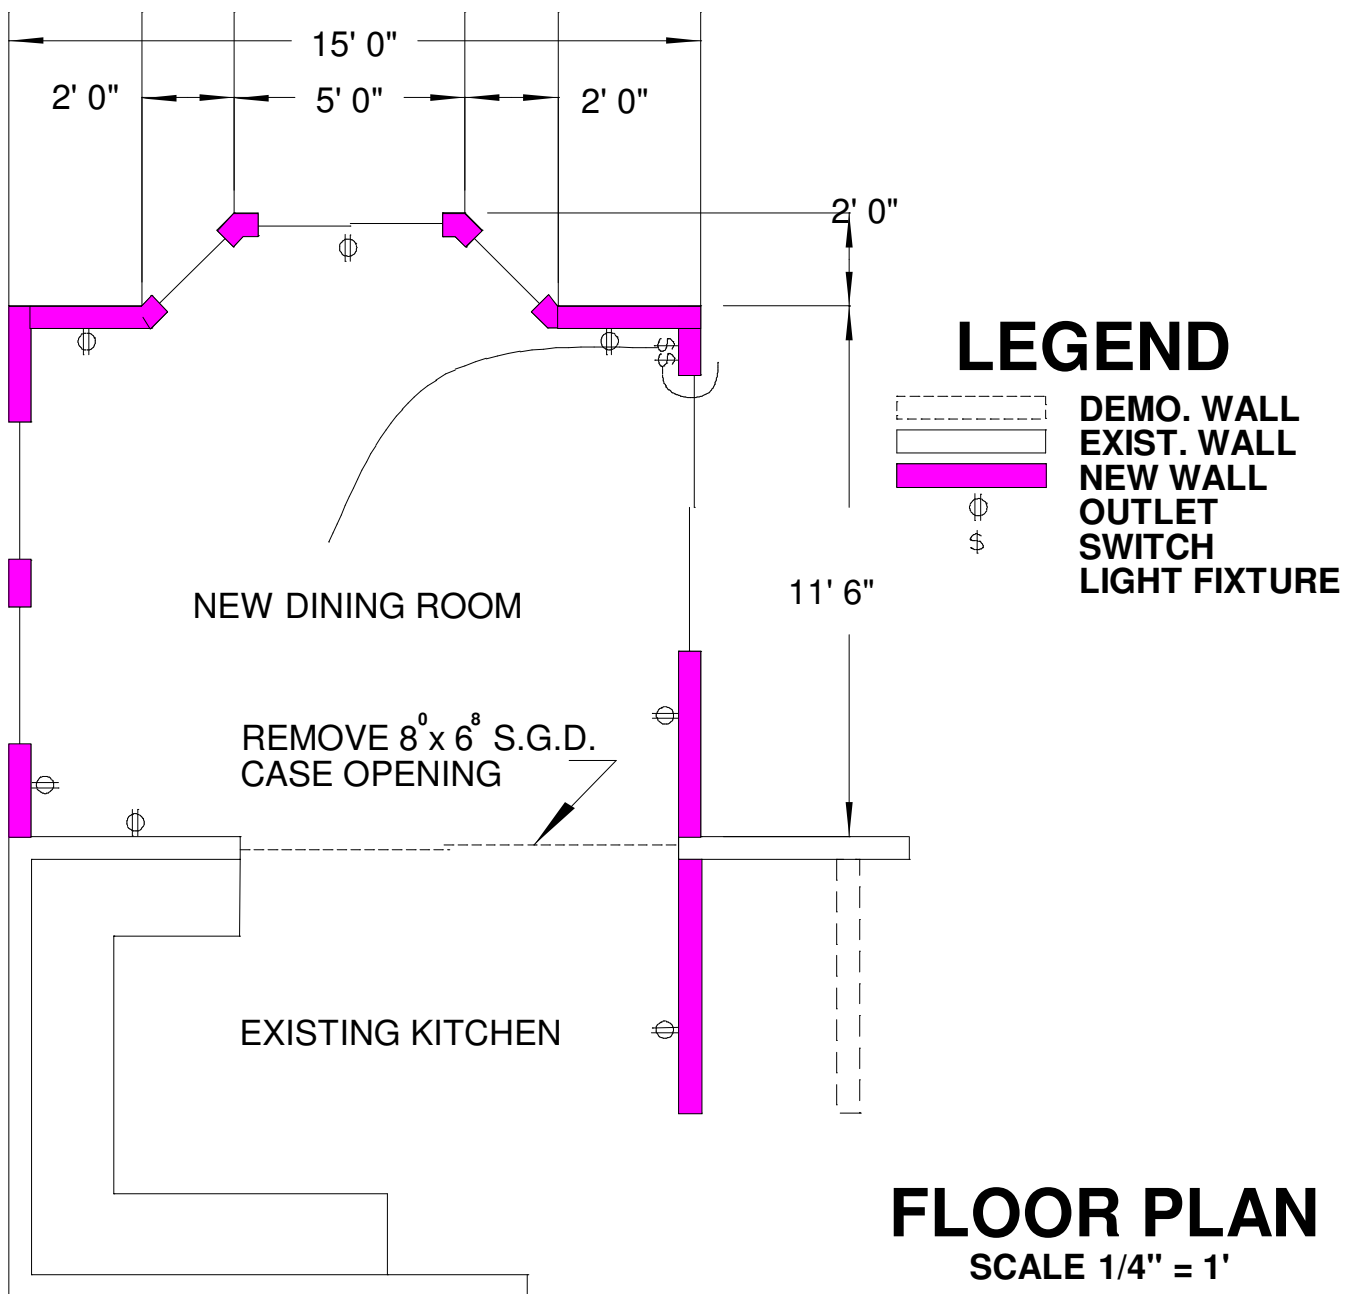 15' 0"
2' 0" 5' 0" 2' 0"
2' 0"
LEGEND
DEMO. WALL
EXIST. WALL
NEW WALL
OUTLET
$ SWITCH
LIGHT FIXTURE
$
$
11' 6"
NEW DINING ROOM
REMOVE 8⁰x 6⁸ S.G.D.
CASE OPENING
EXISTING KITCHEN
FLOOR PLAN
SCALE 1/4" = 1'